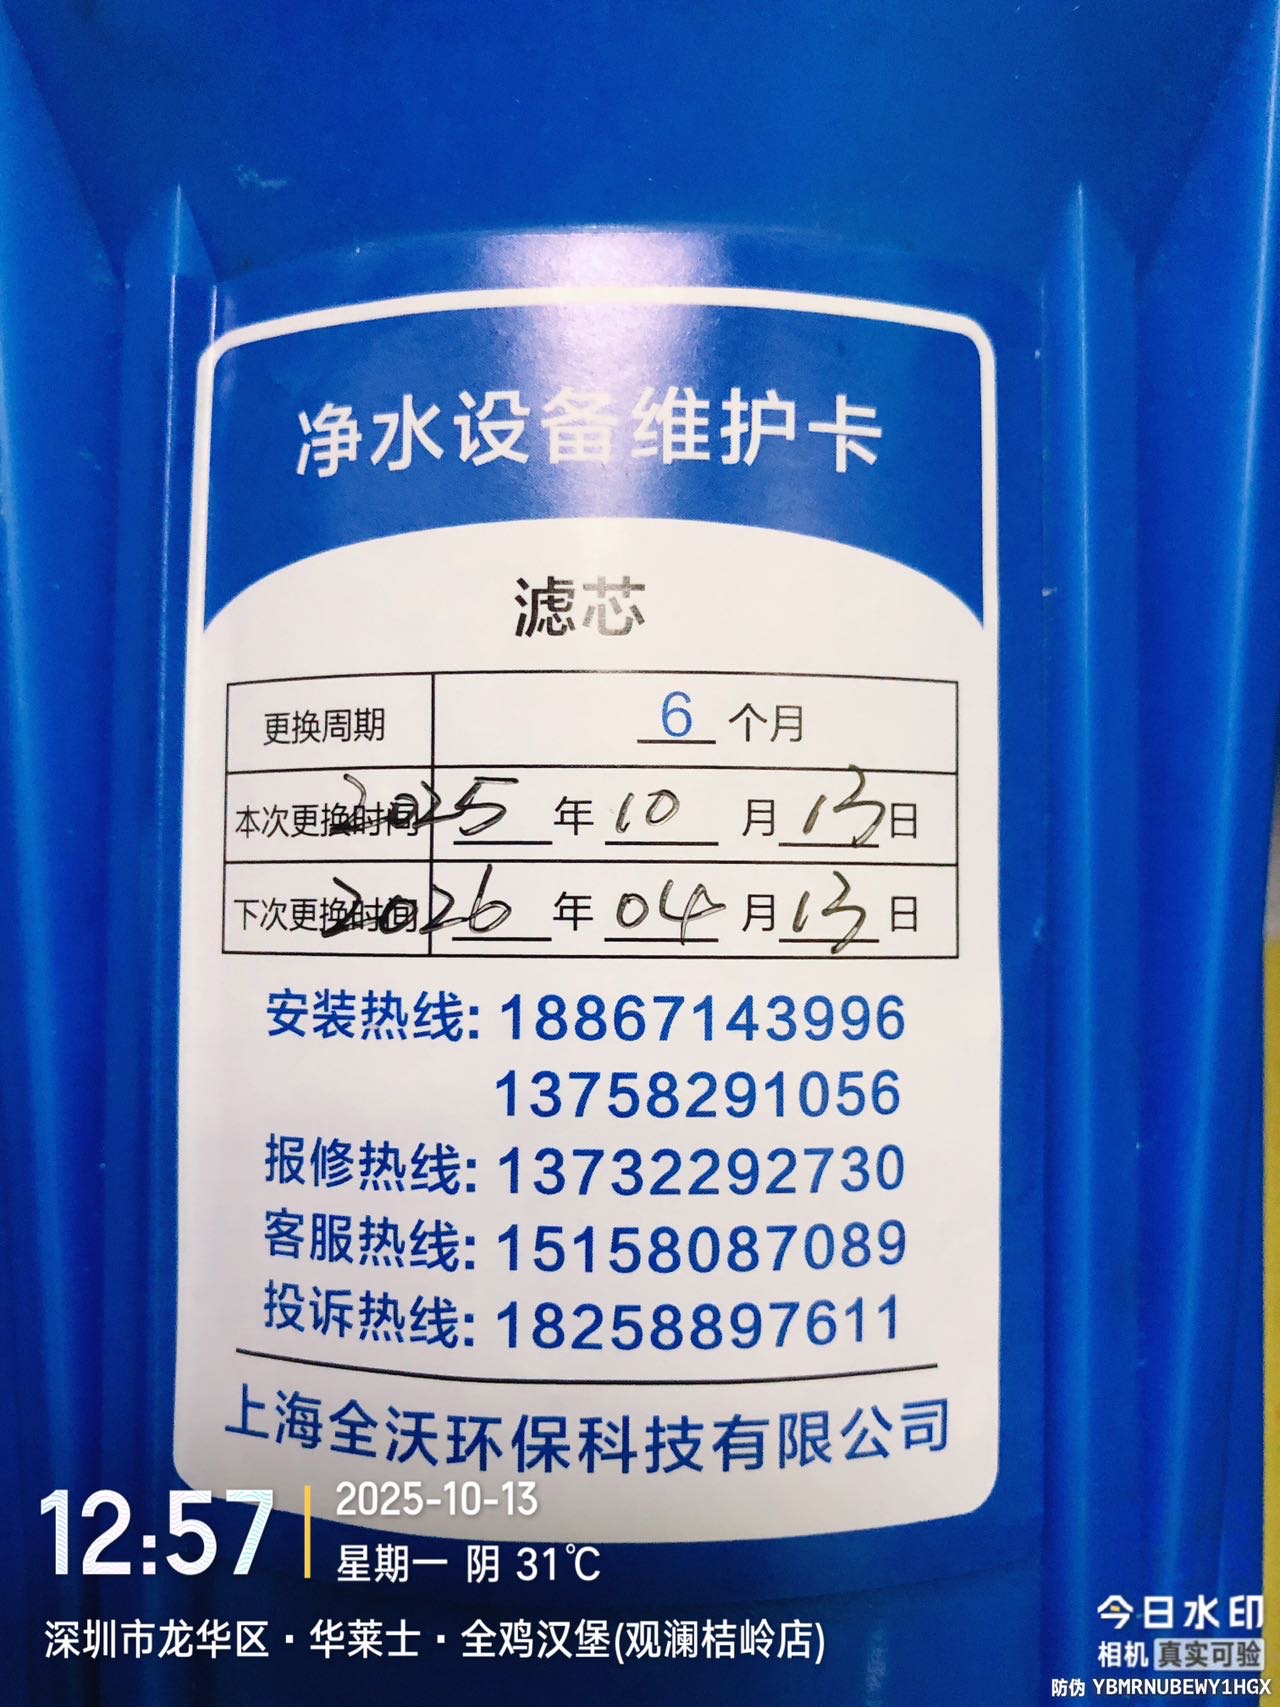 净水设备维护卡
滤芯
更换周期 6 个月
本次更换时间 2025 年 10 月 13 日
下次更换时间 2026 年 04 月 13 日
安装热线: 18867143996
13758291056
报修热线: 13732292730
客服热线: 15158087089
投诉热线: 18258897611
上海全沃环保科技有限公司
12:57
2025-10-13
星期一 阴 31℃
深圳市龙华区·华莱士·全鸡汉堡(观澜桔岭店)
今日水印
相机 真实可验
防伪 YBMRNUBEWY1HGX